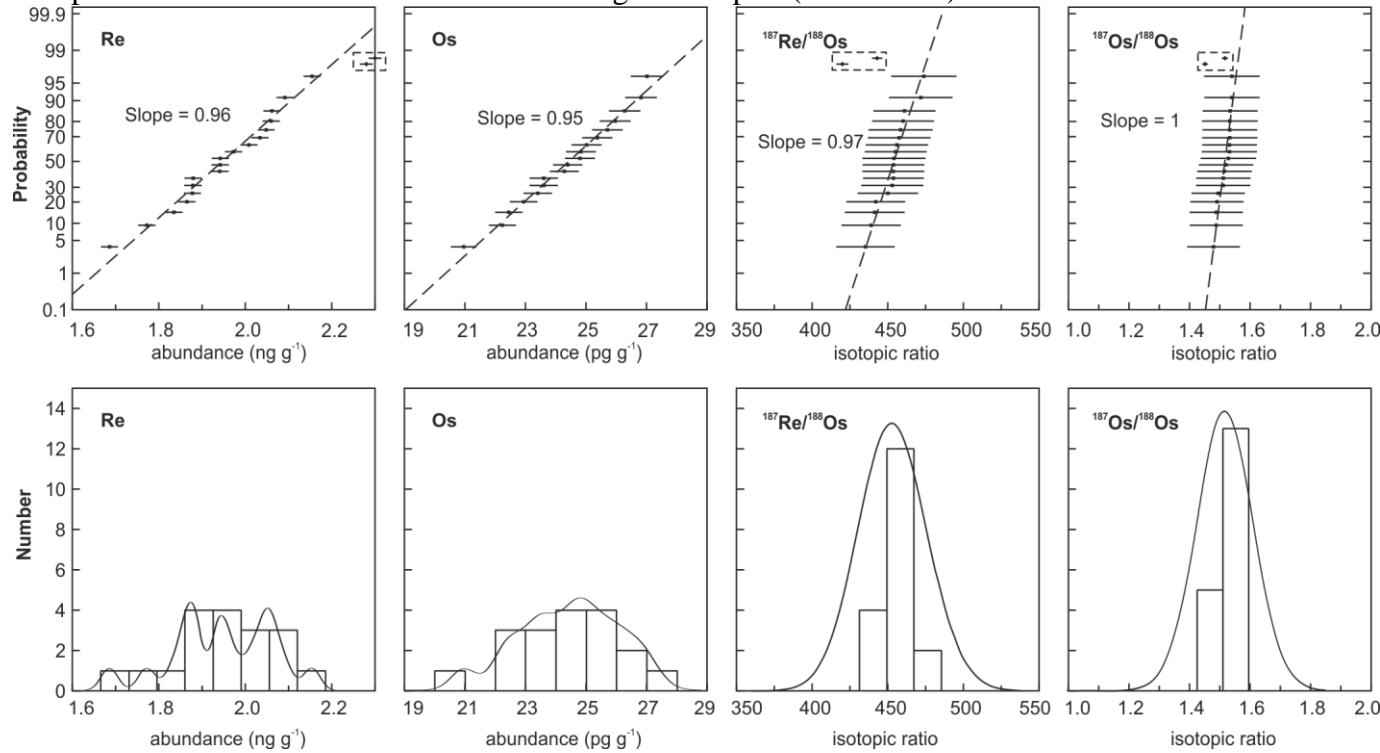 Probability
99.9
99
95
90
80
70
50
30
20
10
5
1
0.1
Re
Slope = 0.96
1.6
1.8
2.0
2.2
abundance (ng g⁻¹)
Os
Slope = 0.95
19
21
23
25
27
29
abundance (pg g⁻¹)
¹⁸⁷Re/¹⁸⁸Os
Slope = 0.97
350
400
450
500
550
isotopic ratio
¹⁸⁷Os/¹⁸⁸Os
Slope = 1
1.0
1.2
1.4
1.6
1.8
2.0
isotopic ratio
Number
14
12
10
8
6
4
2
0
Re
1.6
1.8
2.0
2.2
abundance (ng g⁻¹)
Os
19
21
23
25
27
29
abundance (pg g⁻¹)
¹⁸⁷Re/¹⁸⁸Os
350
400
450
500
550
isotopic ratio
¹⁸⁷Os/¹⁸⁸Os
1.0
1.2
1.4
1.6
1.8
2.0
isotopic ratio